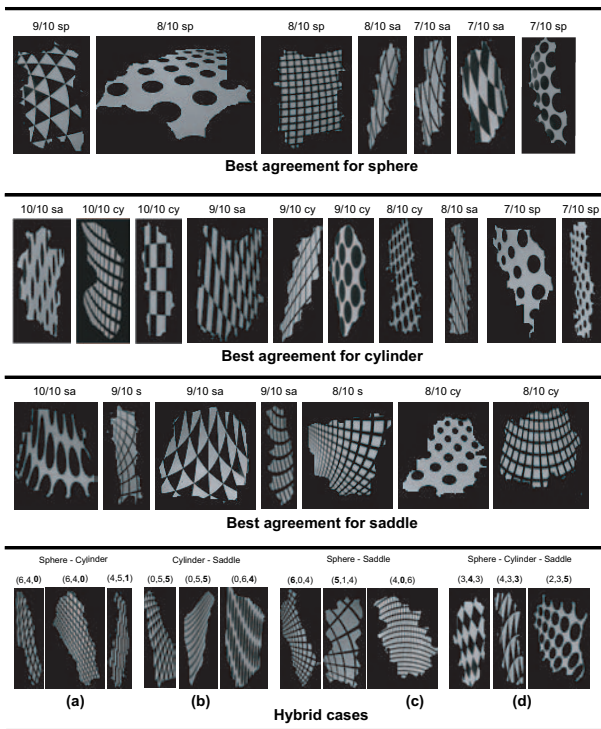 9/10 sp 8/10 sp 8/10 sp 8/10 sa 7/10 sa 7/10 sa 7/10 sp
Best agreement for sphere
10/10 sa 10/10 cy 10/10 cy 9/10 sa 9/10 cy 9/10 cy 8/10 cy 8/10 sa 7/10 sp 7/10 sp
Best agreement for cylinder
10/10 sa 9/10 s 9/10 sa 9/10 sa 8/10 s 8/10 cy 8/10 cy
Best agreement for saddle
Sphere - Cylinder Cylinder - Saddle Sphere - Saddle Sphere - Cylinder - Saddle
(6,4,0) (6,4,0) (4,5,1) (0,5,5) (0,5,5) (0,6,4) (6,0,4) (5,1,4) (4,0,6) (3,4,3) (4,3,3) (2,3,5)
(a) (b) (c) (d)
Hybrid cases